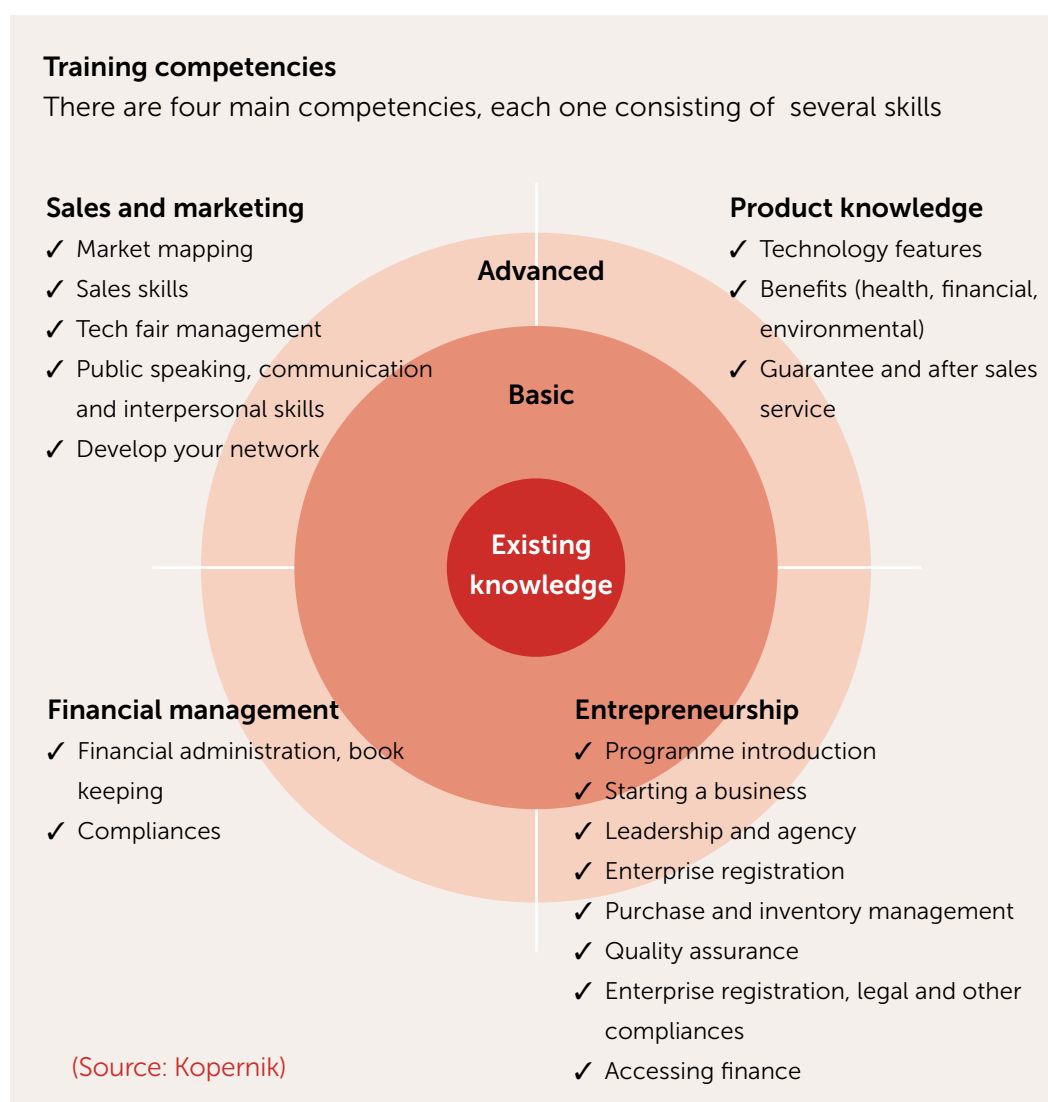 Training competencies
There are four main competencies, each one consisting of several skills
Sales and marketing
✓ Market mapping
✓ Sales skills
✓ Tech fair management
✓ Public speaking, communication
and interpersonal skills
✓ Develop your network
Product knowledge
✓ Technology features
✓ Benefits (health, financial,
environmental)
✓ Guarantee and after sales
service
Advanced
Basic
Existing
knowledge
Financial management
✓ Financial administration, book
keeping
✓ Compliances
Entrepreneurship
✓ Programme introduction
✓ Starting a business
✓ Leadership and agency
✓ Enterprise registration
✓ Purchase and inventory management
✓ Quality assurance
✓ Enterprise registration, legal and other
compliances
✓ Accessing finance
(Source: Kopernik)